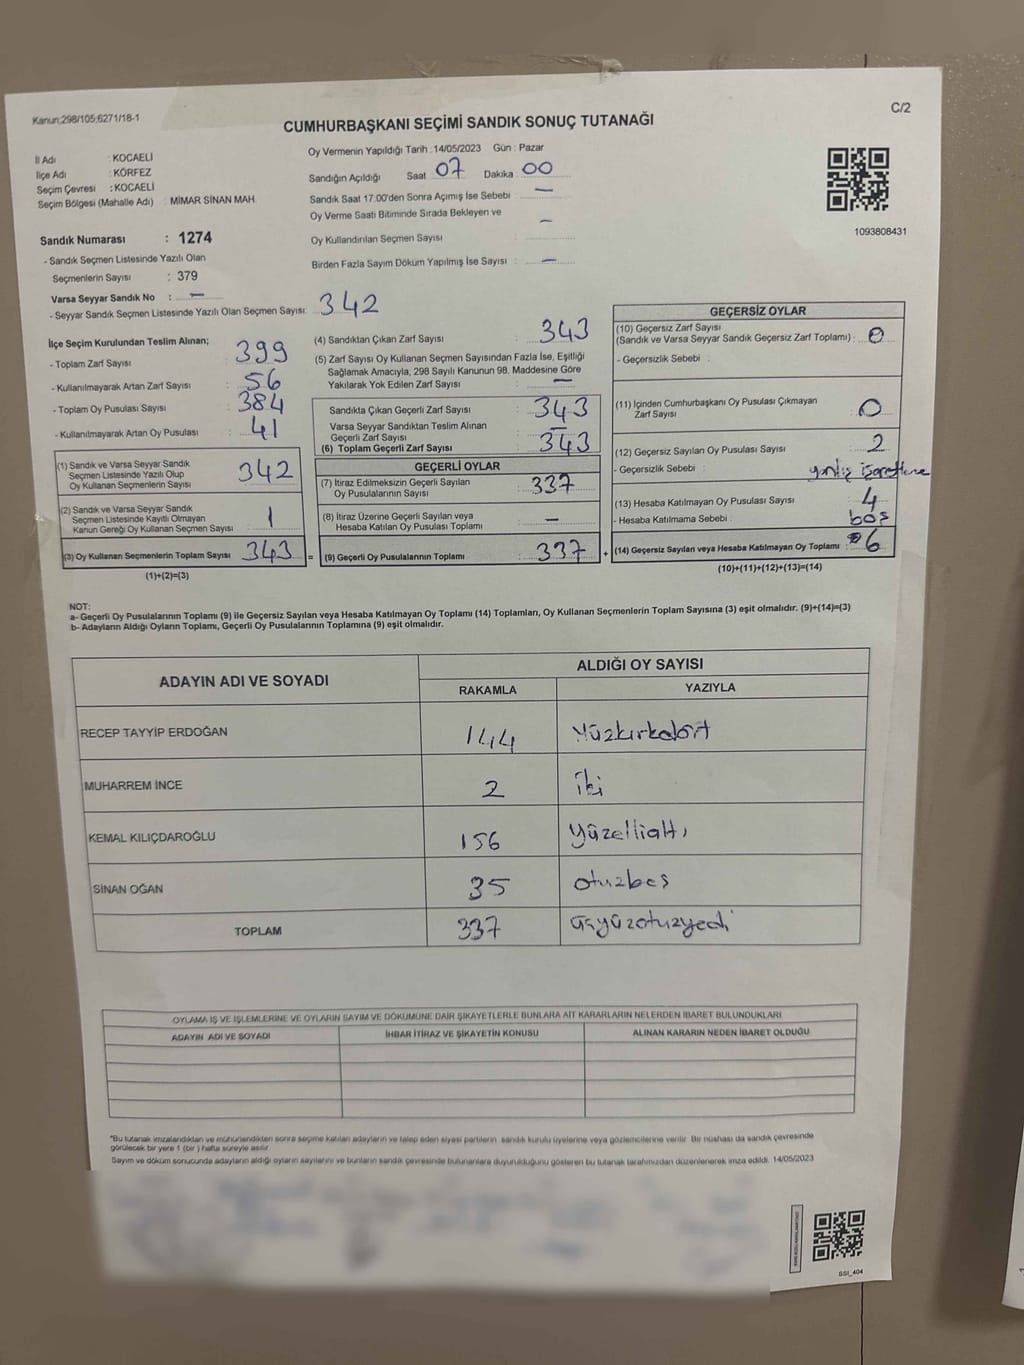 Kanun:298/105;6271/18-1
C/2
CUMHURBAŞKANI SEÇİMİ SANDIK SONUÇ TUTANAĞI
İl Adı : KOCAELİ
İlçe Adı : KÖRFEZ
Seçim Çevresi : KOCAELİ
Seçim Bölgesi (Mahalle Adı) : MİMAR SİNAN MAH.
Oy Vermenin Yapıldığı Tarih : 14/05/2023 Gün : Pazar
Sandığın Açıldığı Saat 07 Dakika 00
Sandık Saat 17:00'den Sonra Açımış İse Sebebi : —
Oy Verme Saati Bitiminde Sırada Bekleyen ve
Oy Kullandırılan Seçmen Sayısı : —
Birden Fazla Sayım Döküm Yapılmış İse Sayısı : —
1093808431
Sandık Numarası : 1274
- Sandık Seçmen Listesinde Yazılı Olan
Seçmenlerin Sayısı : 379
Varsa Seyyar Sandık No : —
- Seyyar Sandık Seçmen Listesinde Yazılı Olan Seçmen Sayısı: 342
İlçe Seçim Kurulundan Teslim Alınan;
- Toplam Zarf Sayısı : 399
- Kullanılmayarak Artan Zarf Sayısı : 56
- Toplam Oy Pusulası Sayısı : 384
- Kullanılmayarak Artan Oy Pusulası : 41
(1) Sandık ve Varsa Seyyar Sandık
Seçmen Listesinde Yazılı Olup
Oy Kullanan Seçmenlerin Sayısı : 342
(2) Sandık ve Varsa Seyyar Sandık
Seçmen Listesinde Kayıtlı Olmayan
Kanun Gereği Oy Kullanan Seçmen Sayısı : 1
(3) Oy Kullanan Seçmenlerin Toplam Sayısı : 343
(1)+(2)=(3)
(4) Sandıktan Çıkan Zarf Sayısı : 343
(5) Zarf Sayısı Oy Kullanan Seçmen Sayısından Fazla İse, Eşitliği
Sağlamak Amacıyla, 298 Sayılı Kanunun 98. Maddesine Göre
Yakılarak Yok Edilen Zarf Sayısı : —
Sandıkta Çıkan Geçerli Zarf Sayısı : 343
Varsa Seyyar Sandıktan Teslim Alınan
Geçerli Zarf Sayısı : —
(6) Toplam Geçerli Zarf Sayısı : 343
GEÇERLİ OYLAR
(7) İtiraz Edilmeksizin Geçerli Sayılan
Oy Pusulalarının Sayısı : 337
(8) İtiraz Üzerine Geçerli Sayılan veya
Hesaba Katılan Oy Pusulası Toplamı : —
= (9) Geçerli Oy Pusulalarının Toplamı : 337 +
GEÇERSİZ OYLAR
(10) Geçersiz Zarf Sayısı
(Sandık ve Varsa Seyyar Sandık Geçersiz Zarf Toplamı) : 0
- Geçersizlik Sebebi :
(11) İçinden Cumhurbaşkanı Oy Pusulası Çıkmayan
Zarf Sayısı : 0
(12) Geçersiz Sayılan Oy Pusulası Sayısı : 2
- Geçersizlik Sebebi : yanlış işaretleme
(13) Hesaba Katılmayan Oy Pusulası Sayısı : 4
- Hesaba Katılmama Sebebi : boş
(14) Geçersiz Sayılan veya Hesaba Katılmayan Oy Toplamı : 6
(10)+(11)+(12)+(13)=(14)
NOT:
a- Geçerli Oy Pusulalarının Toplamı (9) ile Geçersiz Sayılan veya Hesaba Katılmayan Oy Toplamı (14) Toplamları, Oy Kullanan Seçmenlerin Toplam Sayısına (3) eşit olmalıdır. (9)+(14)=(3)
b- Adayların Aldığı Oyların Toplamı, Geçerli Oy Pusulalarının Toplamına (9) eşit olmalıdır.
ADAYIN ADI VE SOYADI
ALDIĞI OY SAYISI
RAKAMLA YAZIYLA
RECEP TAYYİP ERDOĞAN 144 Yüzkırkdört
MUHARREM İNCE 2 iki
KEMAL KILIÇDAROĞLU 156 yüzellialtı
SİNAN OĞAN 35 otuzbeş
TOPLAM 337 üçyüzotuzyedi
OYLAMA İŞ VE İŞLEMLERİNE VE OYLARIN SAYIM VE DÖKÜMÜNE DAİR ŞİKAYETLERLE BUNLARA AİT KARARLARIN NELERDEN İBARET BULUNDUKLARI
ADAYIN ADI VE SOYADI İHBAR İTİRAZ VE ŞİKAYETİN KONUSU ALINAN KARARIN NEDEN İBARET OLDUĞU
*Bu tutanak imzalandıktan ve mühürlendikten sonra seçime katılan adayların ve talep eden siyasi partilerin sandık kurulu üyelerine veya gözlemcilerine verilir. Bir nüshası da sandık çevresinde
görülecek bir yere 1 (bir) hafta süreyle asılır.
Sayım ve döküm sonucunda adayların aldığı oyların sayılarını ve bunların sandık çevresinde bulunanlara duyurulduğunu gösteren bu tutanak tarafımızdan düzenlenerek imza edildi. 14/05/2023
SSI_404